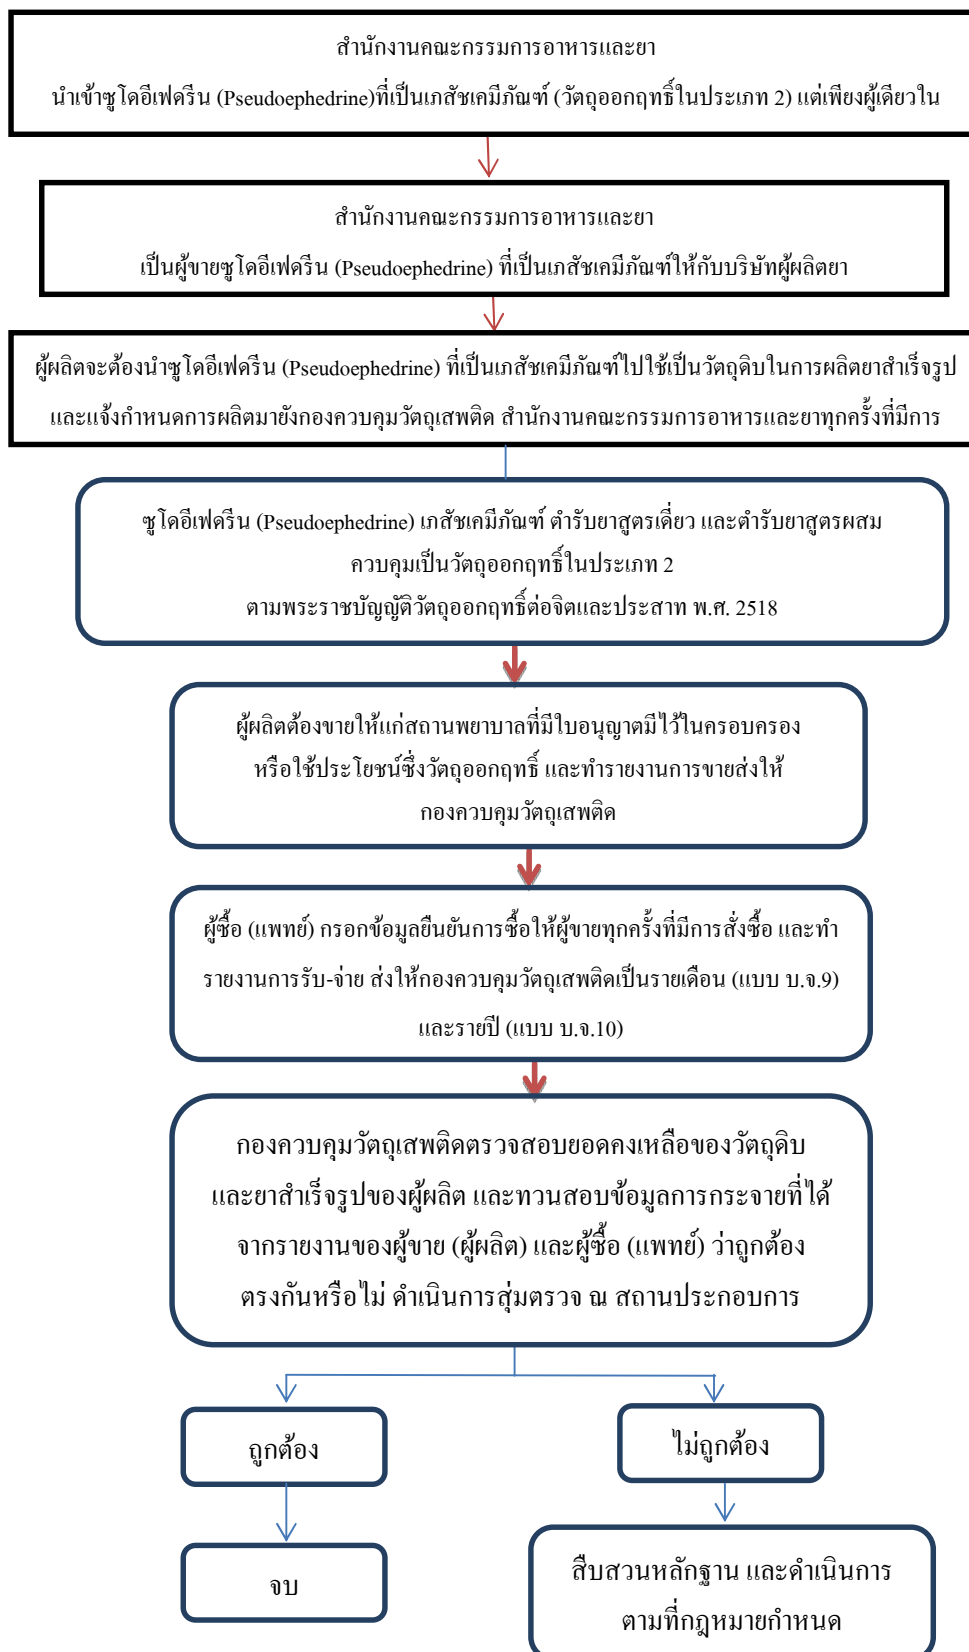 สำนักงานคณะกรรมการอาหารและยา
นำเข้าซูโดอีเฟดรีน (Pseudoephedrine)ที่เป็นเภสัชเคมีภัณฑ์ (วัตถุออกฤทธิ์ในประเภท 2) แต่เพียงผู้เดียวใน
สำนักงานคณะกรรมการอาหารและยา
เป็นผู้ขายซูโดอีเฟดรีน (Pseudoephedrine) ที่เป็นเภสัชเคมีภัณฑ์ให้กับบริษัทผู้ผลิตยา
ผู้ผลิตจะต้องนำซูโดอีเฟดรีน (Pseudoephedrine) ที่เป็นเภสัชเคมีภัณฑ์ไปใช้เป็นวัตถุดิบในการผลิตยาสำเร็จรูป
และแจ้งกำหนดการผลิตมายังกองควบคุมวัตถุเสพติด สำนักงานคณะกรรมการอาหารและยาทุกครั้งที่มีการ
ซูโดอีเฟดรีน (Pseudoephedrine) เภสัชเคมีภัณฑ์ ตำรับยาสูตรเดี่ยว และตำรับยาสูตรผสม
ควบคุมเป็นวัตถุออกฤทธิ์ในประเภท 2
ตามพระราชบัญญัติวัตถุออกฤทธิ์ต่อจิตและประสาท พ.ศ. 2518
ผู้ผลิตต้องขายให้แก่สถานพยาบาลที่มีใบอนุญาตมีไว้ในครอบครอง
หรือใช้ประโยชน์ซึ่งวัตถุออกฤทธิ์ และทำรายงานการขายส่งให้
กองควบคุมวัตถุเสพติด
ผู้ซื้อ (แพทย์) กรอกข้อมูลยืนยันการซื้อให้ผู้ขายทุกครั้งที่มีการสั่งซื้อ และทำ
รายงานการรับ-จ่าย ส่งให้กองควบคุมวัตถุเสพติดเป็นรายเดือน (แบบ บ.จ.9)
และรายปี (แบบ บ.จ.10)
กองควบคุมวัตถุเสพติดตรวจสอบยอดคงเหลือของวัตถุดิบ
และยาสำเร็จรูปของผู้ผลิต และทวนสอบข้อมูลการกระจายที่ได้
จากรายงานของผู้ขาย (ผู้ผลิต) และผู้ซื้อ (แพทย์) ว่าถูกต้อง
ตรงกันหรือไม่ ดำเนินการสุ่มตรวจ ณ สถานประกอบการ
ถูกต้อง
ไม่ถูกต้อง
จบ
สืบสวนหลักฐาน และดำเนินการ
ตามที่กฎหมายกำหนด